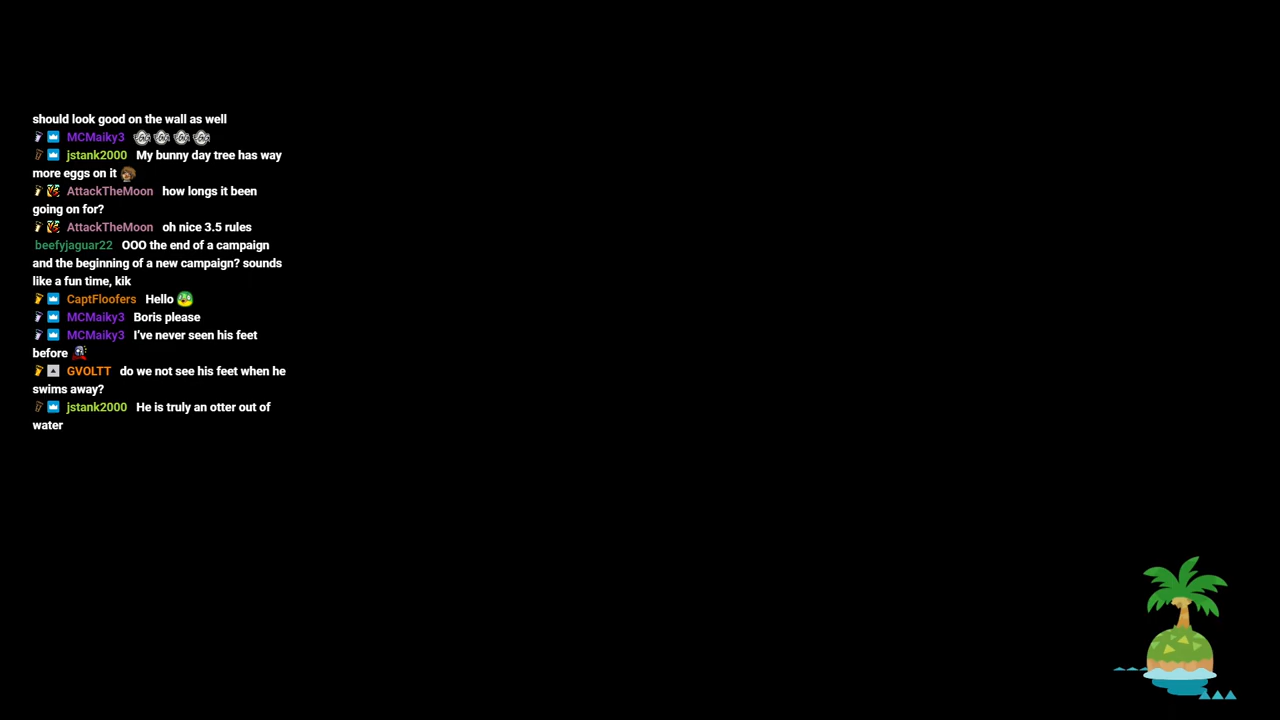 should look good on the wall as well
MCMaiky3 
jstank2000 My bunny day tree has way
more eggs on it
AttackTheMoon how longs it been
going on for?
AttackTheMoon oh nice 3.5 rules
beefyjaguar22 OOO the end of a campaign
and the beginning of a new campaign? sounds
like a fun time, kik
CaptFloofers Hello
MCMaiky3 Boris please
MCMaiky3 I've never seen his feet
before
GVOLTT do we not see his feet when he
swims away?
jstank2000 He is truly an otter out of
water